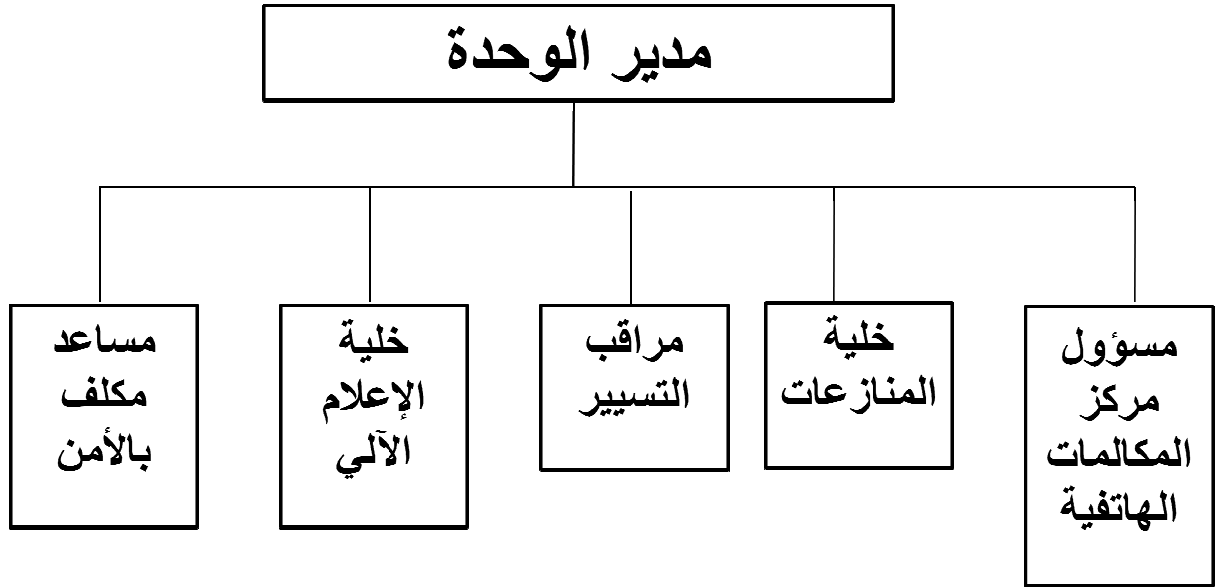 مدير الوحدة
مسؤول
مركز
المكالمات
الهاتفية
خلية
المنازعات
مراقب
التسيير
خلية
الإعلام
الآلي
مساعد
مكلف
بالأمن